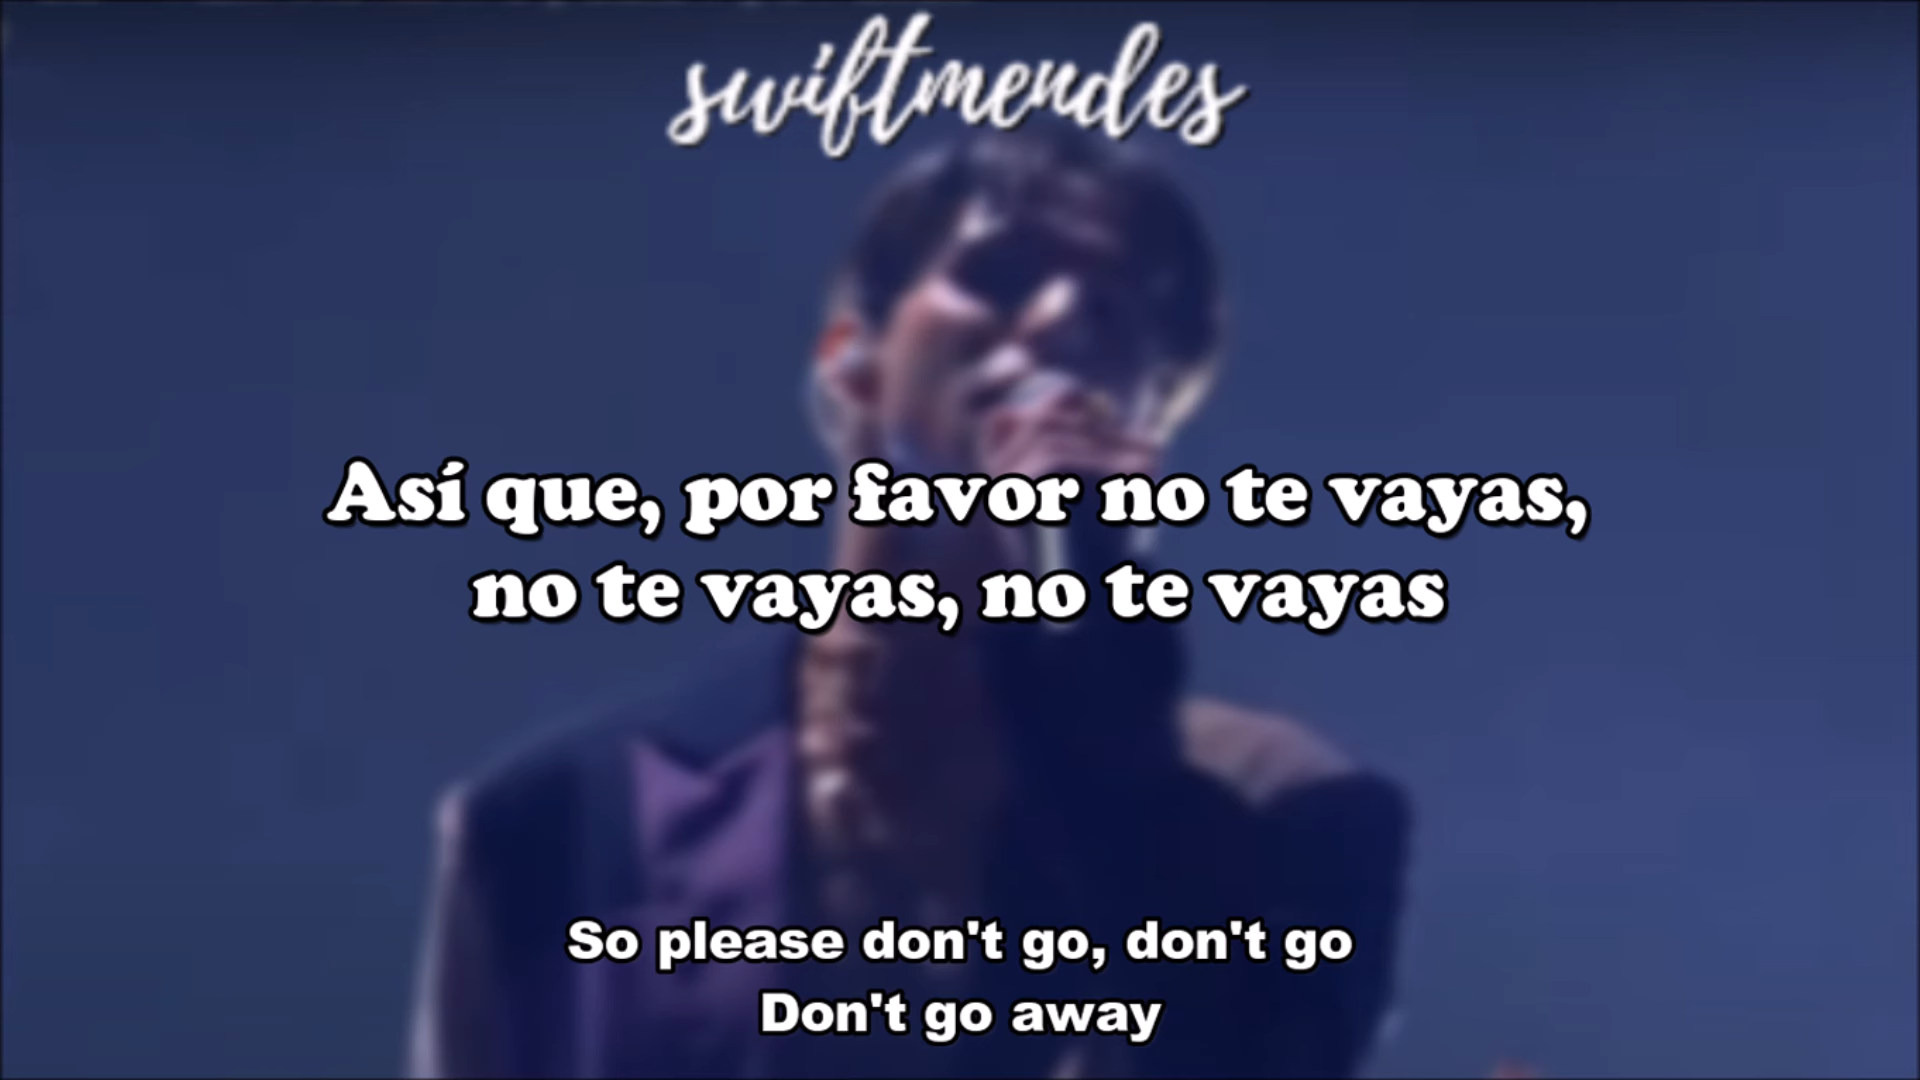 swiftmendes
Así que, por favor no te vayas,
no te vayas, no te vayas
So please don't go, don't go
Don't go away